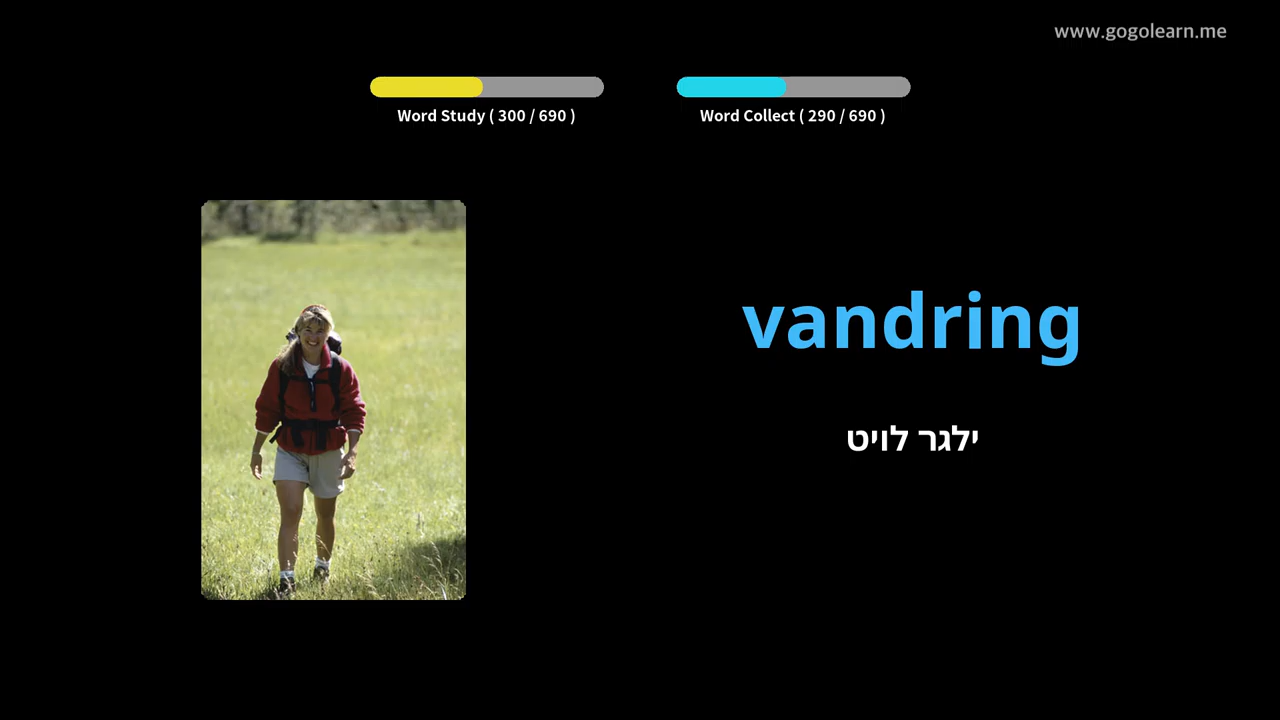 www.gogolearn.me
Word Study ( 300 / 690 )
Word Collect ( 290 / 690 )
vandring
ילגר לויט